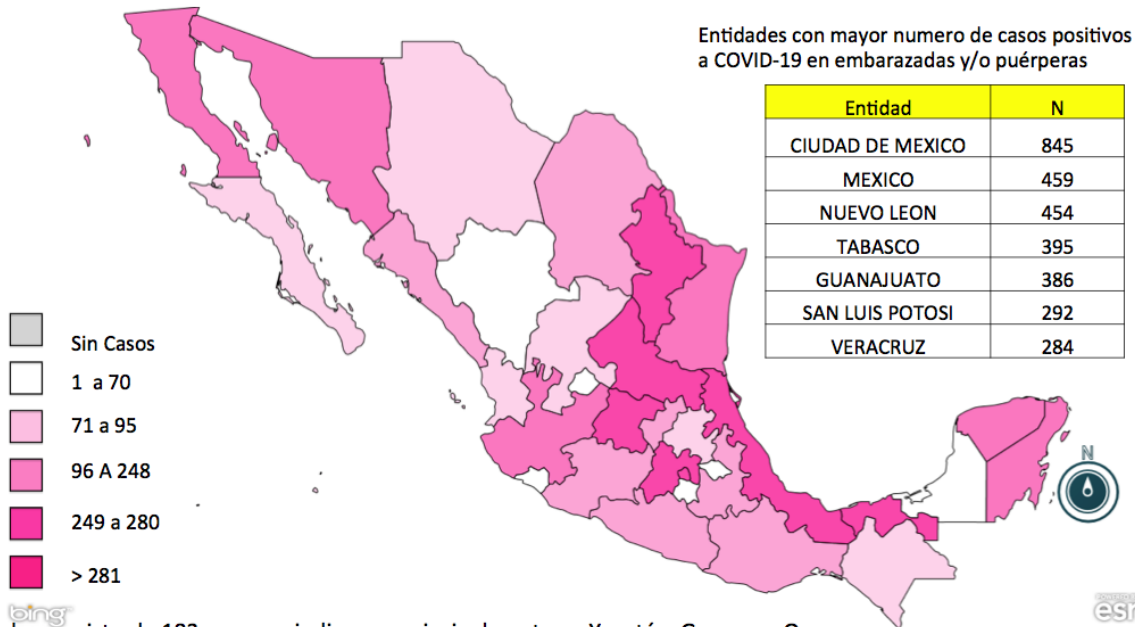 Entidades con mayor numero de casos positivos
a COVID-19 en embarazadas y/o puérperas
Entidad N
CIUDAD DE MEXICO 845
MEXICO 459
NUEVO LEON 454
TABASCO 395
GUANAJUATO 386
SAN LUIS POTOSI 292
VERACRUZ 284
Sin Casos
1 a 70
71 a 95
96 A 248
249 a 280
> 281
N
bing
esr